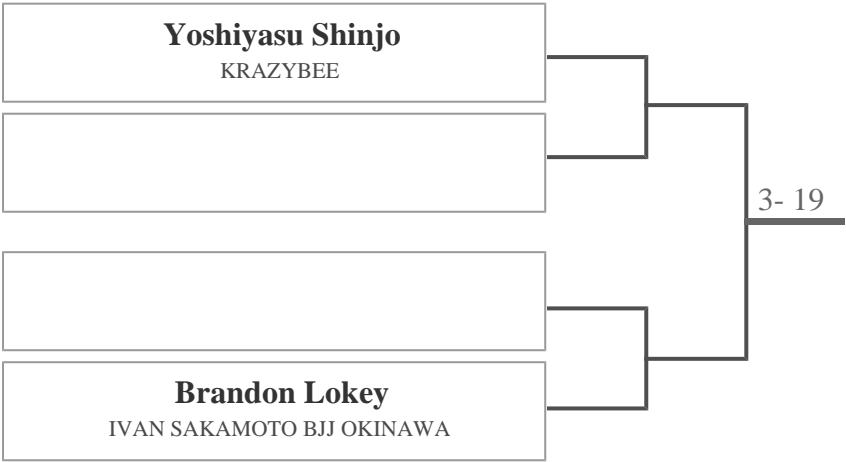 Yoshiyasu Shinjo
KRAZYBEE
3- 19
Brandon Lokey
IVAN SAKAMOTO BJJ OKINAWA